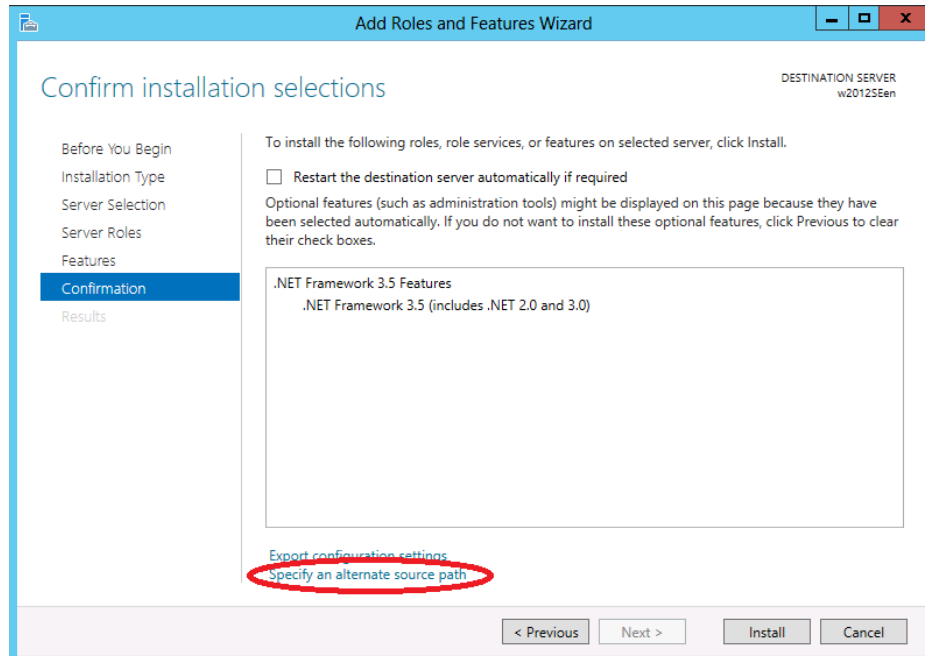 Add Roles and Features Wizard
Confirm installation selections
DESTINATION SERVER
w2012SEen
Before You Begin
Installation Type
Server Selection
Server Roles
Features
Confirmation
Results
To install the following roles, role services, or features on selected server, click Install.
Restart the destination server automatically if required
Optional features (such as administration tools) might be displayed on this page because they have
been selected automatically. If you do not want to install these optional features, click Previous to clear
their check boxes.
.NET Framework 3.5 Features
.NET Framework 3.5 (includes .NET 2.0 and 3.0)
Export configuration settings
Specify an alternate source path
< Previous
Next >
Install
Cancel